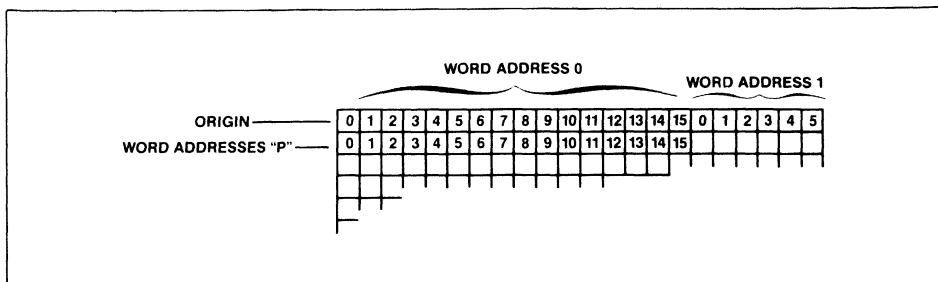 WORD ADDRESS 0
WORD ADDRESS 1
ORIGIN 0 1 2 3 4 5 6 7 8 9 10 11 12 13 14 15 0 1 2 3 4 5
WORD ADDRESSES "P" 0 1 2 3 4 5 6 7 8 9 10 11 12 13 14 15